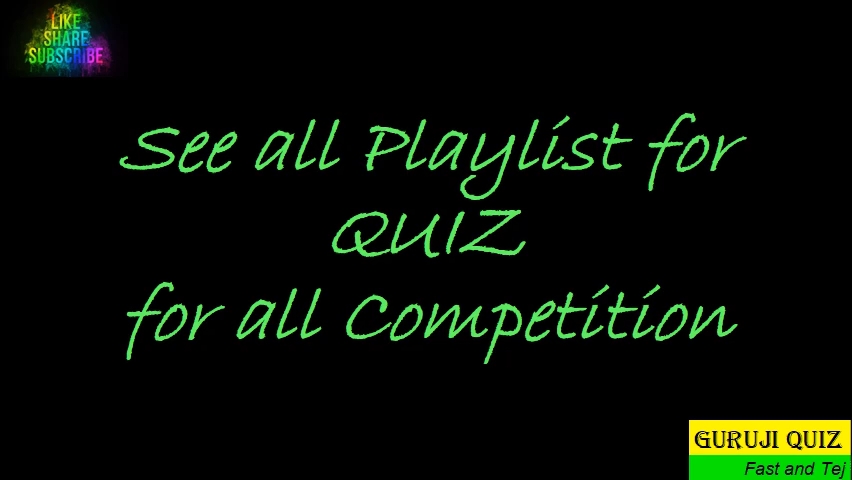 LIKE
SHARE
SUBSCRIBE
See all Playlist for
QUIZ
for all Competition
GURUJI QUIZ
Fast and Tej